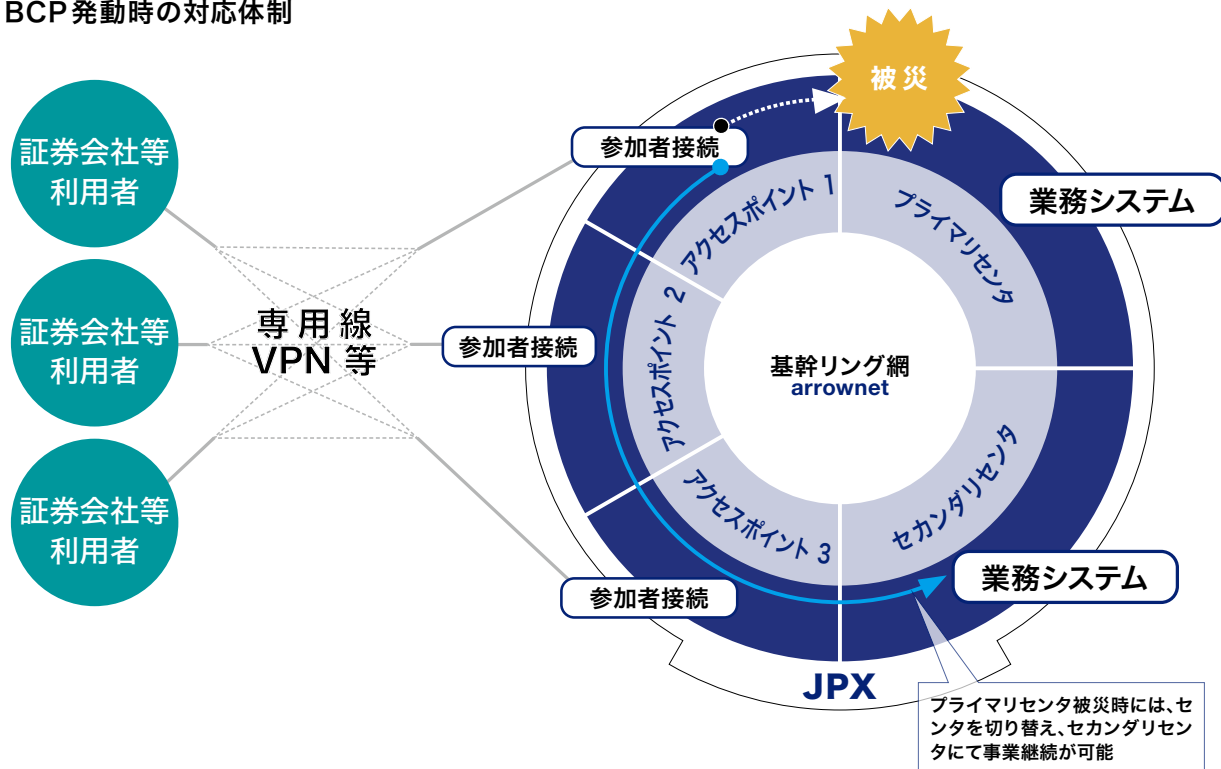 BCP発動時の対応体制
被災
証券会社等
利用者
参加者接続
アクセスポイント 1
プライマリセンタ
業務システム
証券会社等
利用者
専用線
VPN 等
参加者接続
アクセスポイント 2
基幹リング網
arrownet
証券会社等
利用者
アクセスポイント 3
セカンダリセンタ
参加者接続
業務システム
JPX
プライマリセンタ被災時には、セ
ンタを切り替え、セカンダリセン
タにて事業継続が可能